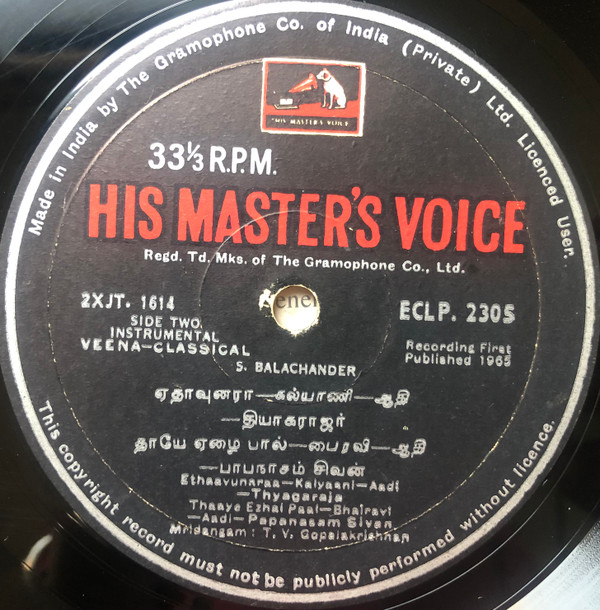 Made in India by The Gramophone Co. of India (Private) Ltd. Licenced User.
"HIS MASTER'S VOICE"
33⅓ R.P.M.
HIS MASTER'S VOICE
Regd. Td. Mks. of The Gramophone Co., Ltd.
2XJT. 1614
ECLP. 2305
SIDE TWO.
INSTRUMENTAL
VEENA—CLASSICAL
Recording First
Published 1965
S. BALACHANDER
ஏதாவுனரா—கல்யாணி—ஆதி
—தியாகராஜர்
தாயே ஏழை பால்—பைரவி—ஆதி
—பாபநாசம் சிவன்
Ethaavunaraa—Kalyaani—Aadi
—Thyagaraja
Thaaye Ezhai Paal—Bhairavi
—Aadi—Papanasam Sivan
Mridangam: T. V. Gopalakrishnan
This copyright record must not be publicly performed without licence.